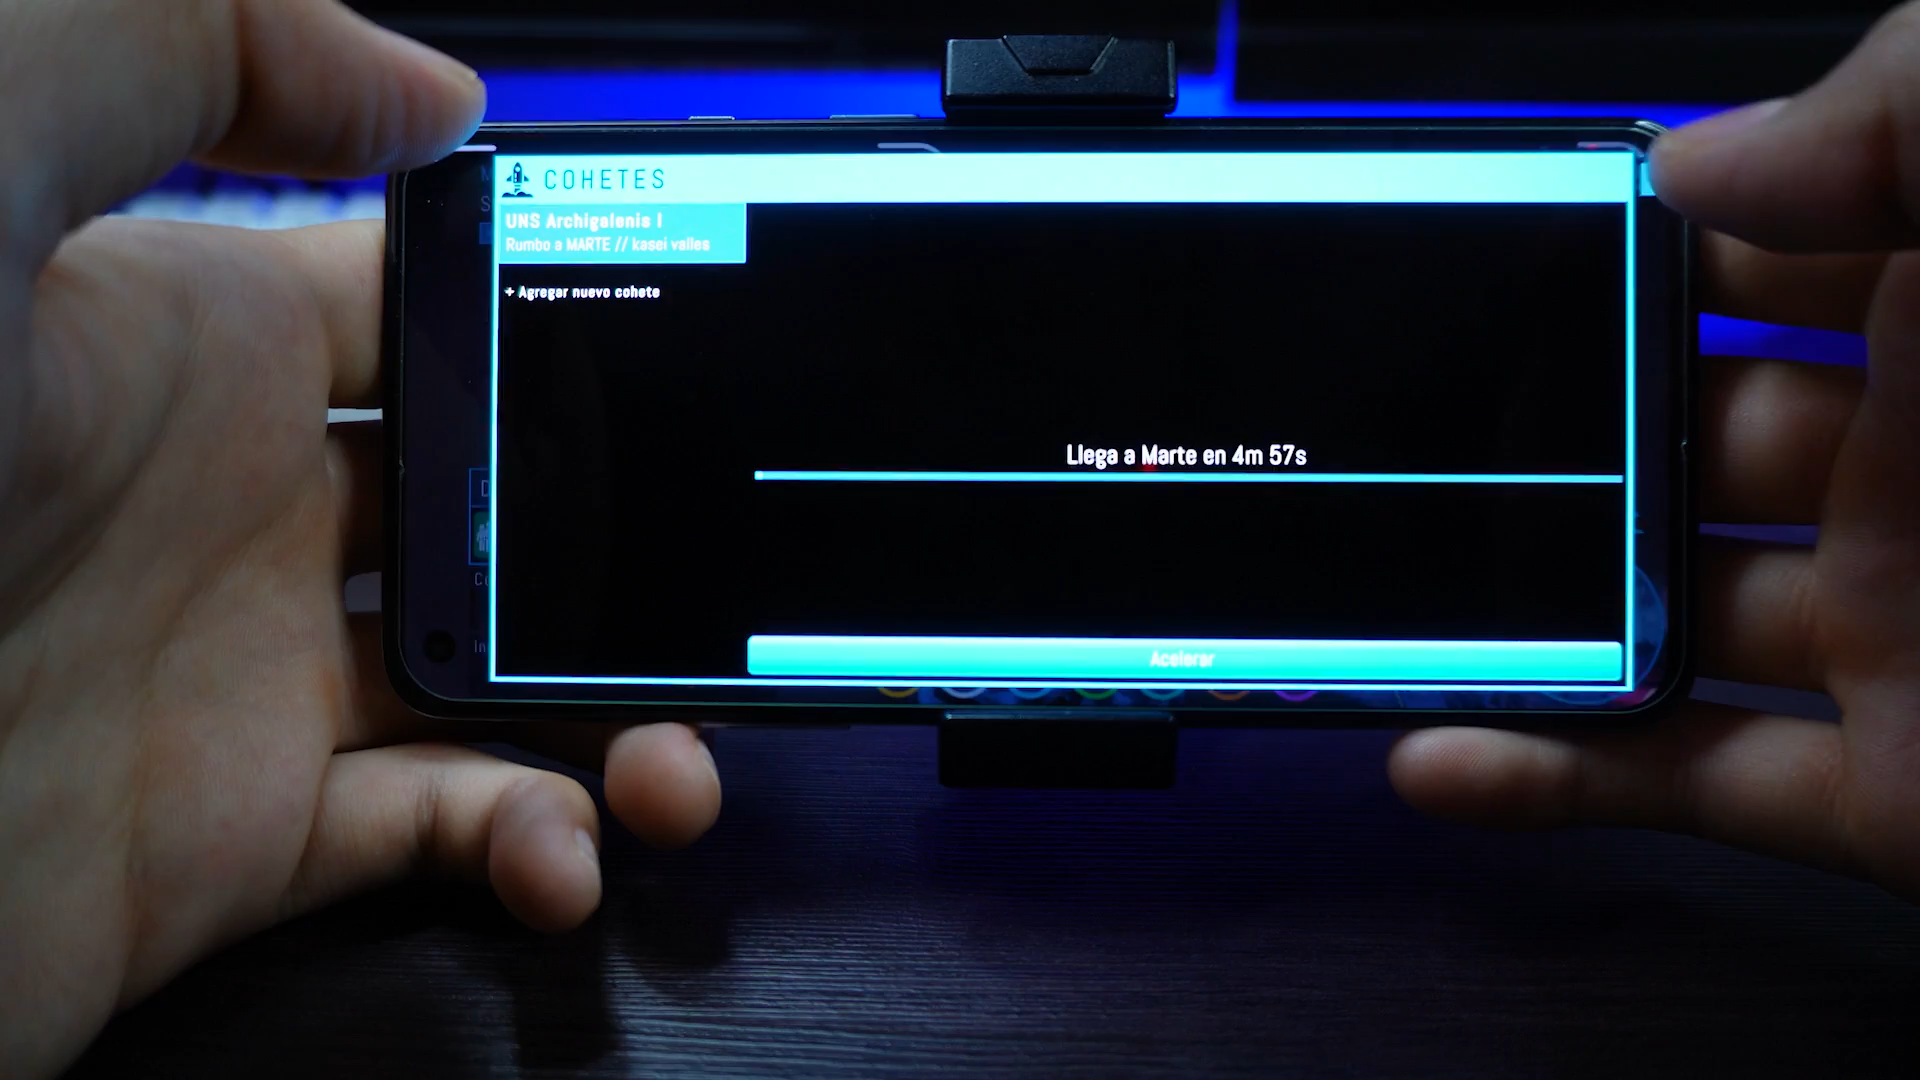 COHETES
UNS Archigalenis I
Rumbo a MARTE // kasei valles
+ Agregar nuevo cohete
Llega a Marte en 4m 57s
Acelerar